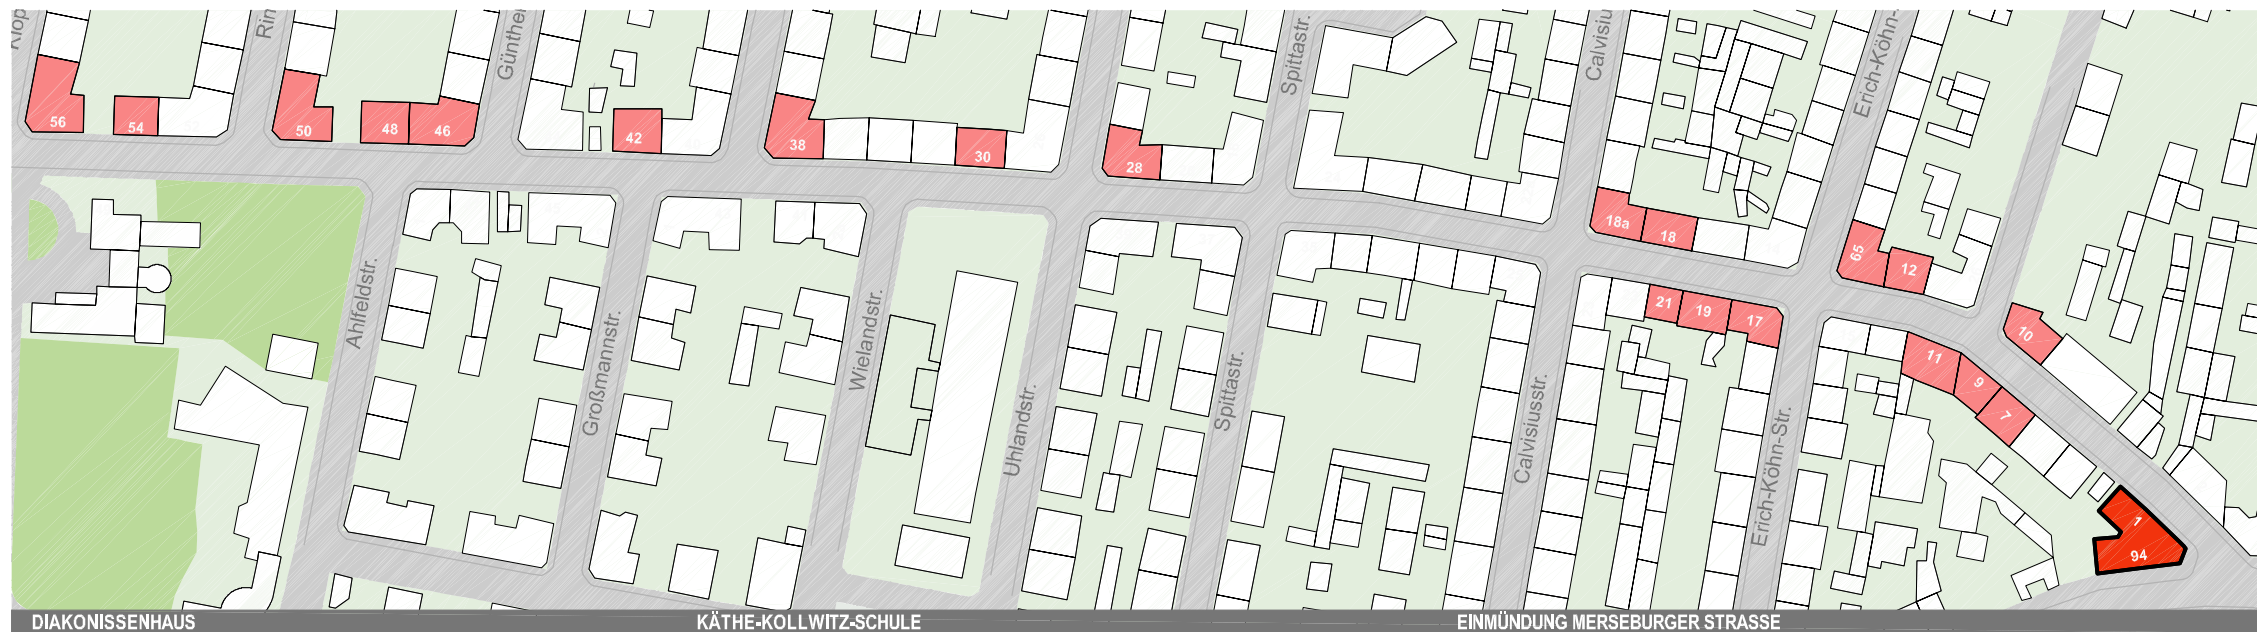 Klop
Rin
Günther
Spittastr.
Calvisiu
Erich-Köhn-
56
54
50
48
46
42
38
30
28
18a
18
65
12
10
21
19
17
11
9
7
1
94
Ahlfeldstr.
Großmannstr.
Wielandstr.
Uhlandstr.
Spittastr.
Calvisiusstr.
Erich-Köhn-Str.
DIAKONISSENHAUS
KÄTHE-KOLLWITZ-SCHULE
EINMÜNDUNG MERSEBURGER STRASSE